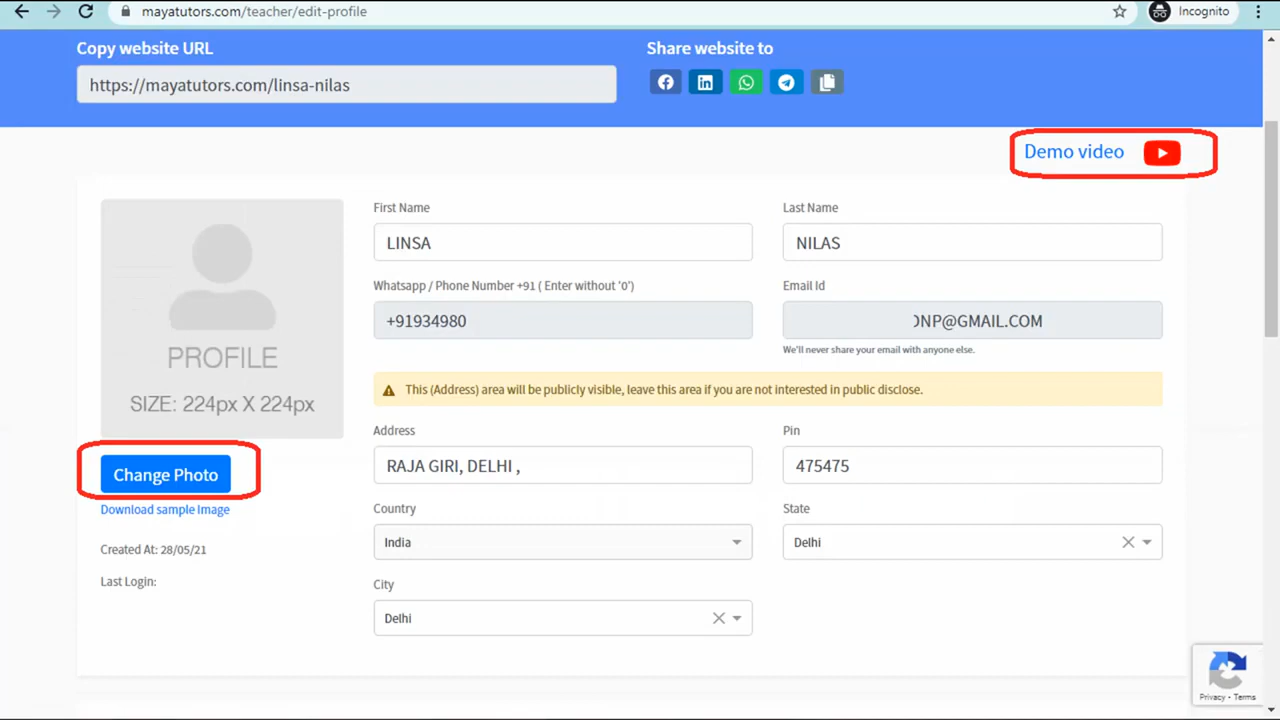 mayatutors.com/teacher/edit-profile
Incognito
Copy website URL
Share website to
https://mayatutors.com/linsa-nilas
Demo video
First Name
Last Name
LINSA
NILAS
Whatsapp / Phone Number +91 ( Enter without '0')
Email Id
+91934980
NP@GMAIL.COM
We'll never share your email with anyone else.
PROFILE
SIZE: 224px X 224px
This (Address) area will be publicly visible, leave this area if you are not interested in public disclose.
Address
Pin
RAJA GIRI, DELHI ,
475475
Change Photo
Download sample Image
Country
State
India
Delhi
Created At: 28/05/21
Last Login:
City
Delhi
Privacy - Terms